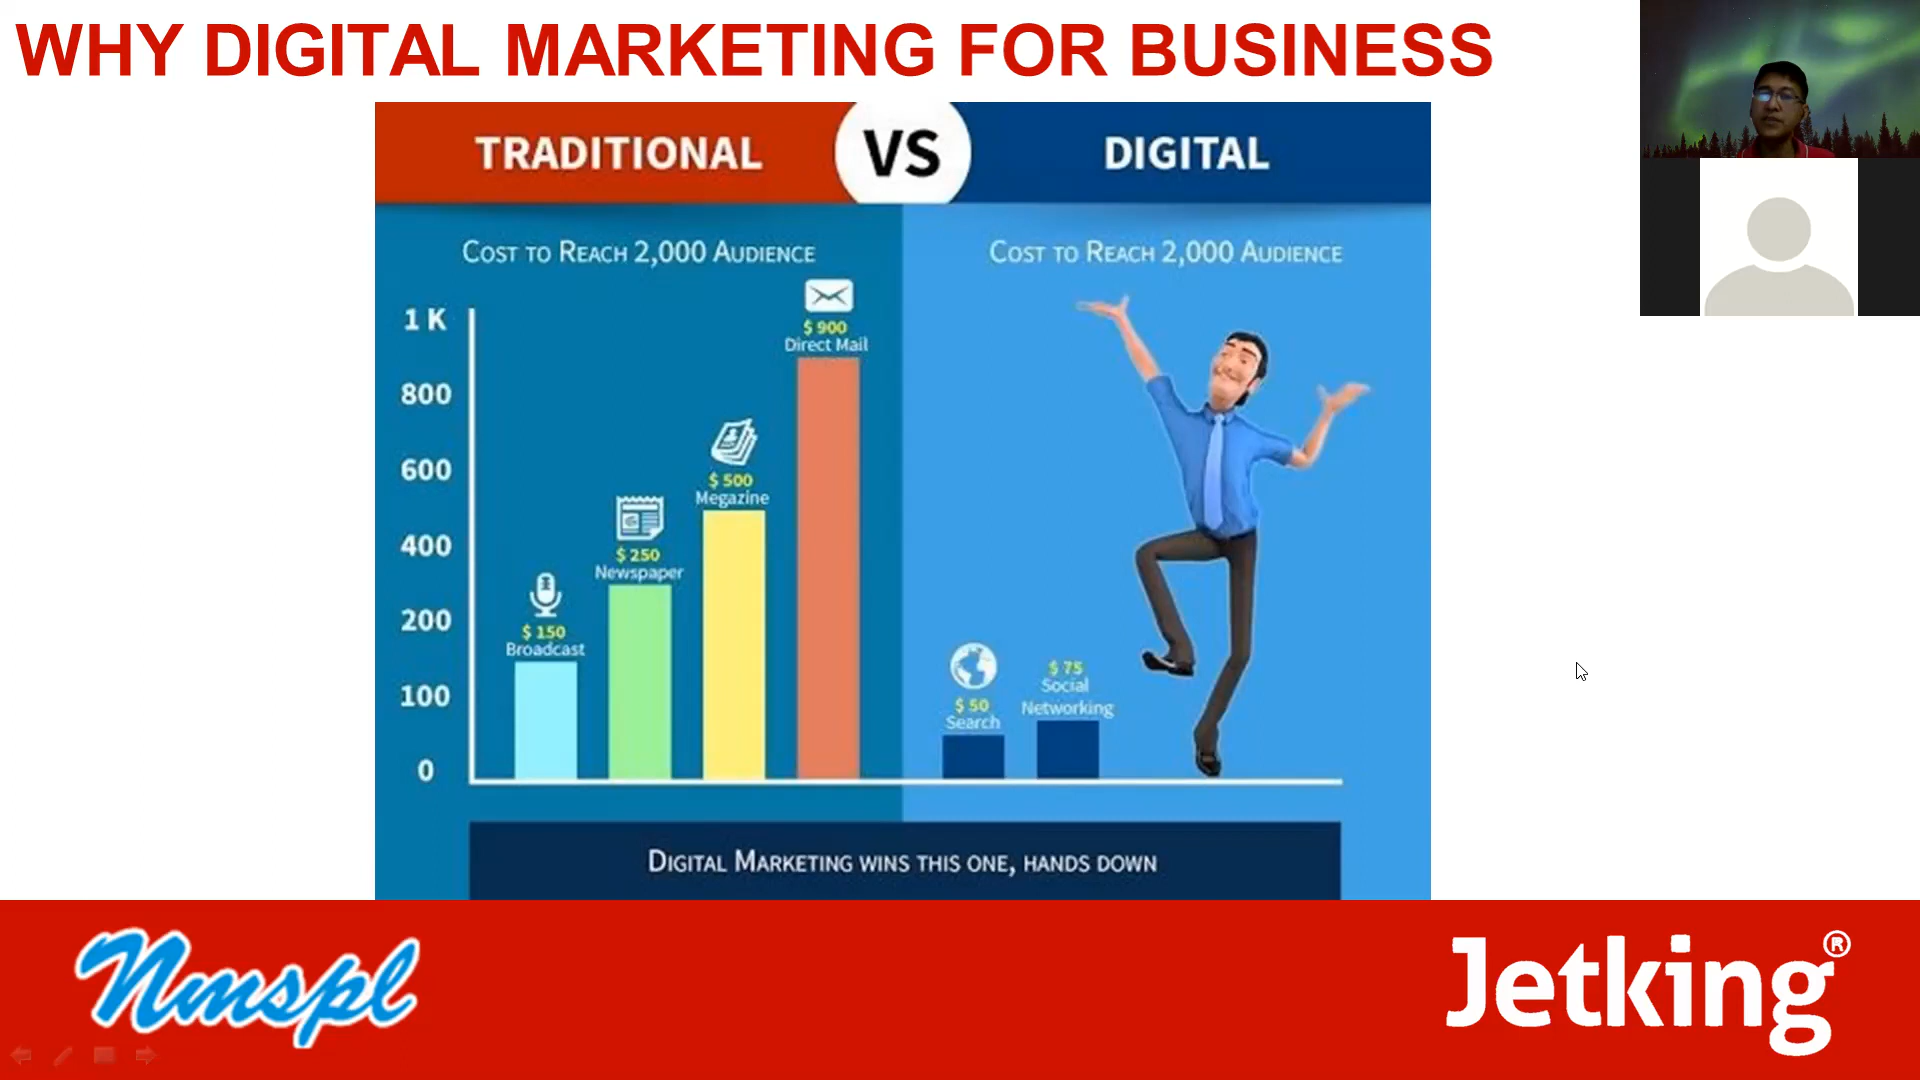 WHY DIGITAL MARKETING FOR BUSINESS
TRADITIONAL
VS
DIGITAL
COST TO REACH 2,000 AUDIENCE
COST TO REACH 2,000 AUDIENCE
1 K
800
600
400
200
100
0
$ 150
Broadcast
$ 250
Newspaper
$ 500
Megazine
$ 900
Direct Mail
$ 50
Search
$ 75
Social
Networking
DIGITAL MARKETING WINS THIS ONE, HANDS DOWN
Nmspl
Jetking®